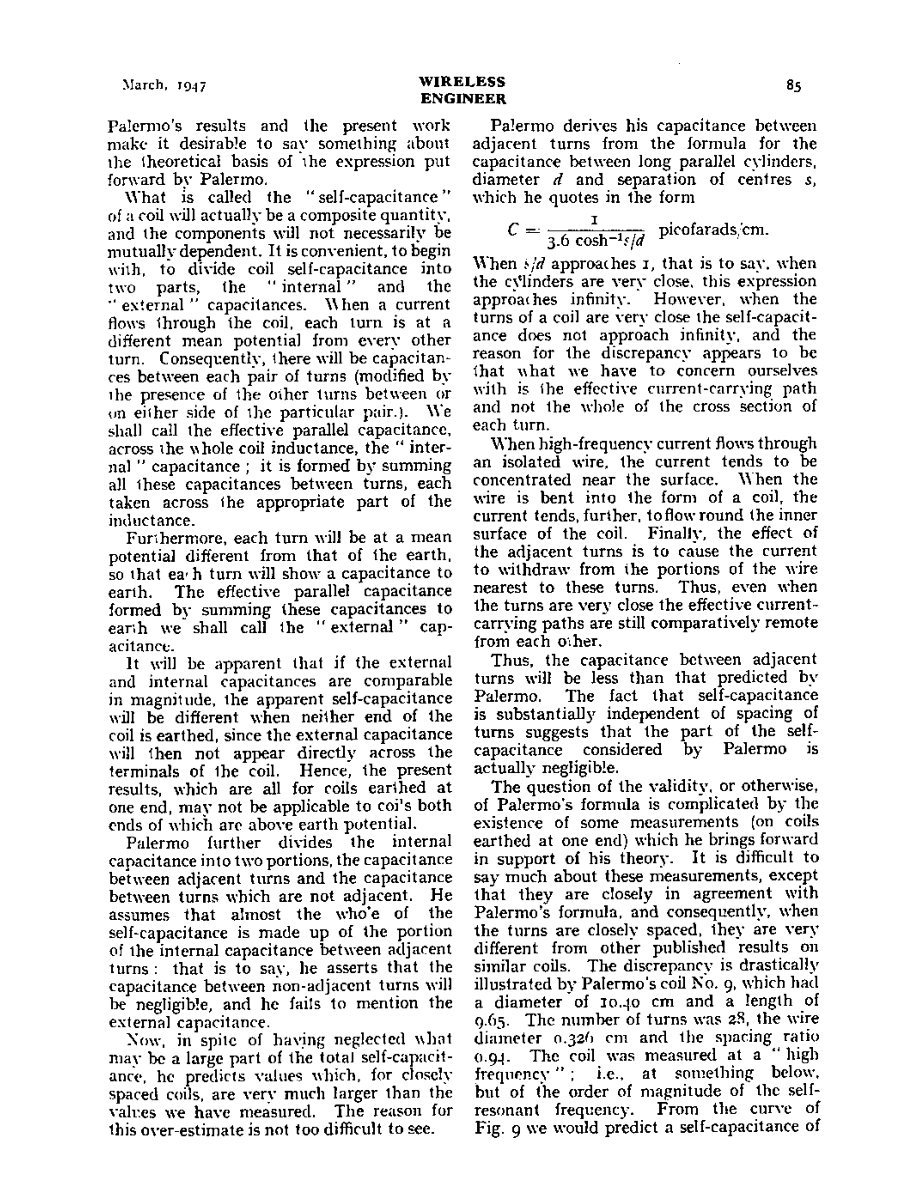 March, 1947
WIRELESS
ENGINEER
85
Palermo's results and the present work
make it desirable to say something about
the theoretical basis of the expression put
forward by Palermo.
What is called the "self-capacitance"
of a coil will actually be a composite quantity,
and the components will not necessarily be
mutually dependent. It is convenient, to begin
with, to divide coil self-capacitance into
two parts, the "internal" and the
"external" capacitances. When a current
flows through the coil, each turn is at a
different mean potential from every other
turn. Consequently, there will be capacitan-
ces between each pair of turns (modified by
the presence of the other turns between or
on either side of the particular pair.). We
shall call the effective parallel capacitance,
across the whole coil inductance, the "inter-
nal" capacitance; it is formed by summing
all these capacitances between turns, each
taken across the appropriate part of the
inductance.
Furthermore, each turn will be at a mean
potential different from that of the earth,
so that each turn will show a capacitance to
earth. The effective parallel capacitance
formed by summing these capacitances to
earth we shall call the "external" cap-
acitance.
It will be apparent that if the external
and internal capacitances are comparable
in magnitude, the apparent self-capacitance
will be different when neither end of the
coil is earthed, since the external capacitance
will then not appear directly across the
terminals of the coil. Hence, the present
results, which are all for coils earthed at
one end, may not be applicable to coils both
ends of which are above earth potential.
Palermo further divides the internal
capacitance into two portions, the capacitance
between adjacent turns and the capacitance
between turns which are not adjacent. He
assumes that almost the whole of the
self-capacitance is made up of the portion
of the internal capacitance between adjacent
turns: that is to say, he asserts that the
capacitance between non-adjacent turns will
be negligible, and he fails to mention the
external capacitance.
Now, in spite of having neglected what
may be a large part of the total self-capacit-
ance, he predicts values which, for closely
spaced coils, are very much larger than the
values we have measured. The reason for
this over-estimate is not too difficult to see.
Palermo derives his capacitance between
adjacent turns from the formula for the
capacitance between long parallel cylinders,
diameter d and separation of centres s,
which he quotes in the form
C = 1 / 3.6 cosh⁻¹s/d picofarads/cm.
When s/d approaches 1, that is to say, when
the cylinders are very close, this expression
approaches infinity. However, when the
turns of a coil are very close the self-capacit-
ance does not approach infinity, and the
reason for the discrepancy appears to be
that what we have to concern ourselves
with is the effective current-carrying path
and not the whole of the cross section of
each turn.
When high-frequency current flows through
an isolated wire, the current tends to be
concentrated near the surface. When the
wire is bent into the form of a coil, the
current tends, further, to flow round the inner
surface of the coil. Finally, the effect of
the adjacent turns is to cause the current
to withdraw from the portions of the wire
nearest to these turns. Thus, even when
the turns are very close the effective current-
carrying paths are still comparatively remote
from each other.
Thus, the capacitance between adjacent
turns will be less than that predicted by
Palermo. The fact that self-capacitance
is substantially independent of spacing of
turns suggests that the part of the self-
capacitance considered by Palermo is
actually negligible.
The question of the validity, or otherwise,
of Palermo's formula is complicated by the
existence of some measurements (on coils
earthed at one end) which he brings forward
in support of his theory. It is difficult to
say much about these measurements, except
that they are closely in agreement with
Palermo's formula, and consequently, when
the turns are closely spaced, they are very
different from other published results on
similar coils. The discrepancy is drastically
illustrated by Palermo's coil No. 9, which had
a diameter of 10.40 cm and a length of
9.65. The number of turns was 28, the wire
diameter 0.326 cm and the spacing ratio
0.94. The coil was measured at a "high
frequency"; i.e., at something below,
but of the order of magnitude of the self-
resonant frequency. From the curve of
Fig. 9 we would predict a self-capacitance of